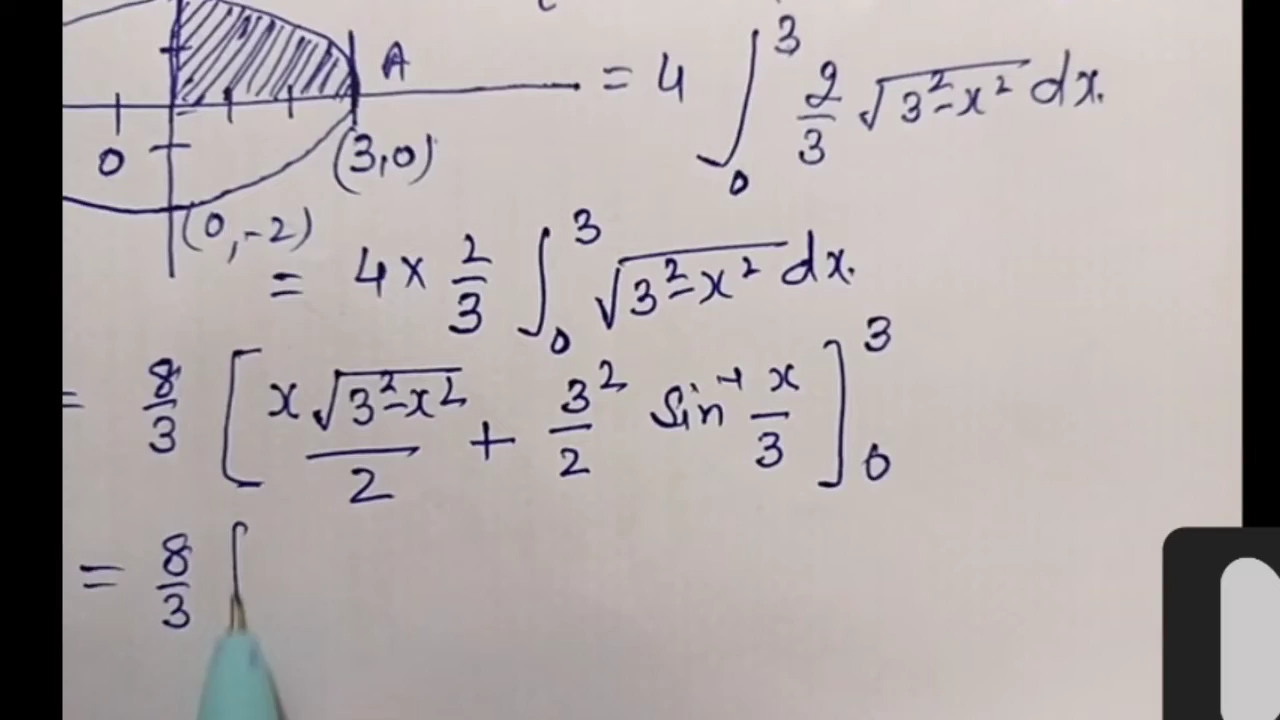 A
= 4 ∫₀³ 2/3 √(3²-x²) dx.
0
(3,0)
(0,-2)
= 4 × 2/3 ∫₀³ √(3²-x²) dx.
= 8/3 [ x√(3²-x²)/2 + 3²/2 sin⁻¹ x/3 ]₀³
= 8/3 [